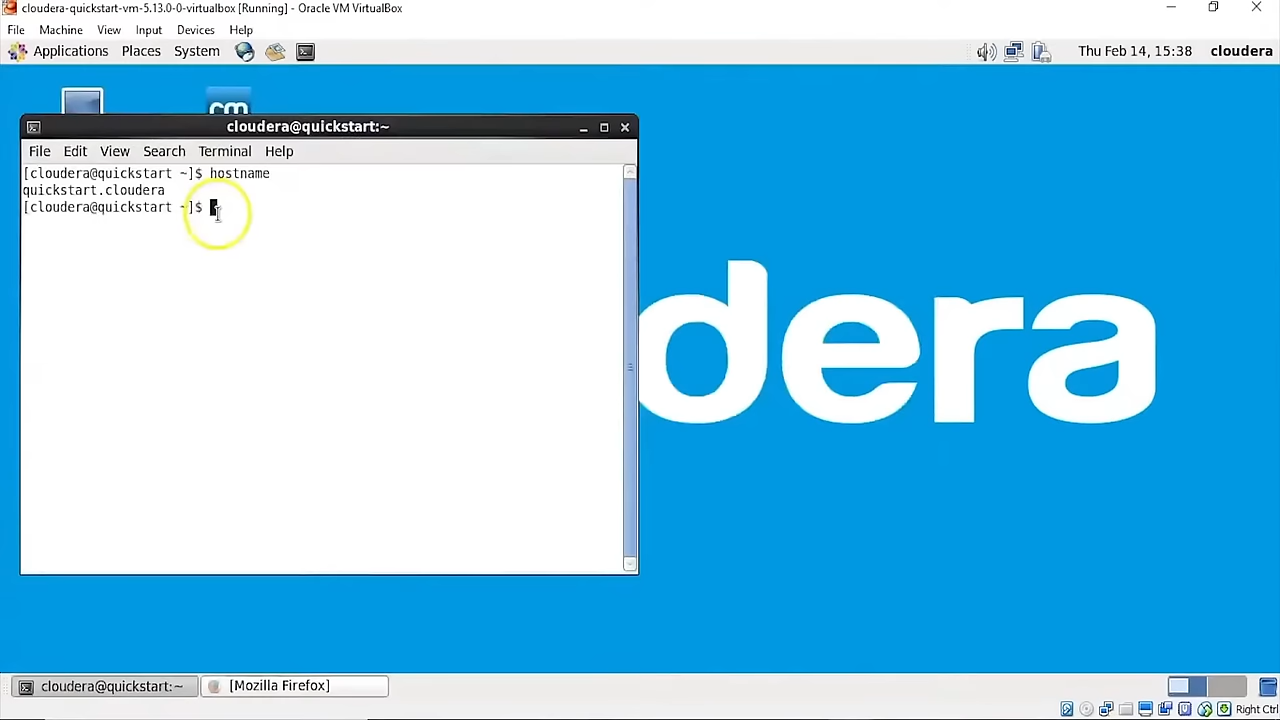 cloudera-quickstart-vm-5.13.0-0-virtualbox [Running] - Oracle VM VirtualBox
File Machine View Input Devices Help
Applications Places System Thu Feb 14, 15:38 cloudera
cm
cloudera@quickstart:~
File Edit View Search Terminal Help
[cloudera@quickstart ~]$ hostname
quickstart.cloudera
[cloudera@quickstart ~]$
dera
cloudera@quickstart:~ [Mozilla Firefox]
Right Ctrl